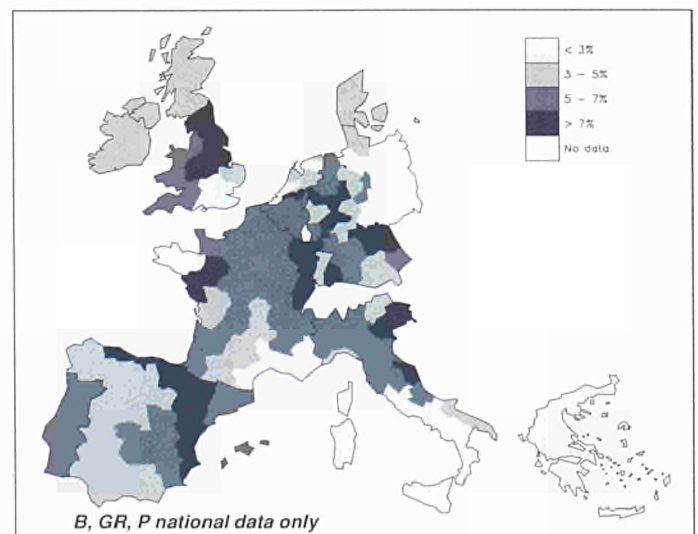 < 3%
3 – 5%
5 – 7%
> 7%
No data
B, GR, P national data only